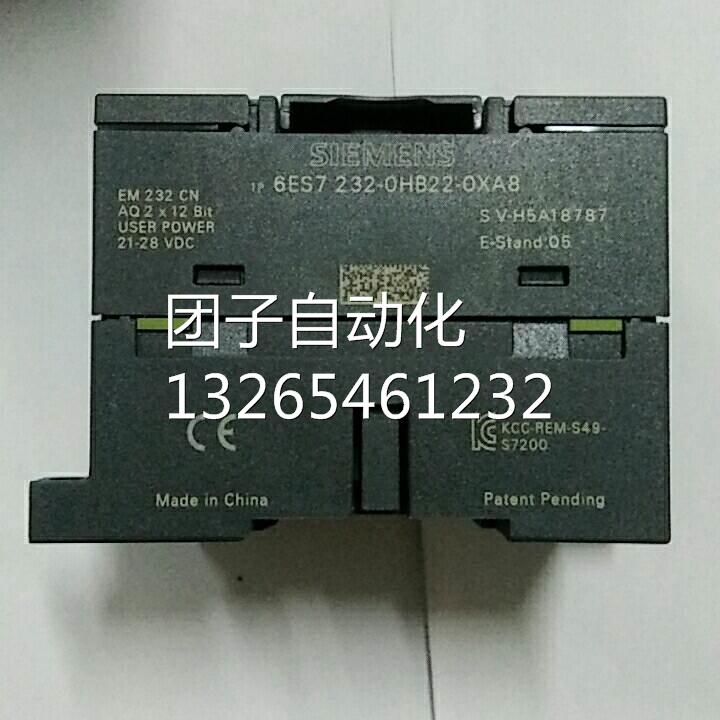 SIEMENS
1P 6ES7 232-0HB22-0XA8
EM 232 CN
AQ 2 x 12 Bit
USER POWER
21-28 VDC
S V-H5A18787
E-Stand:05
团子自动化
13265461232
CE
KCC-REM-S49-
S7200
Made in China
Patent Pending